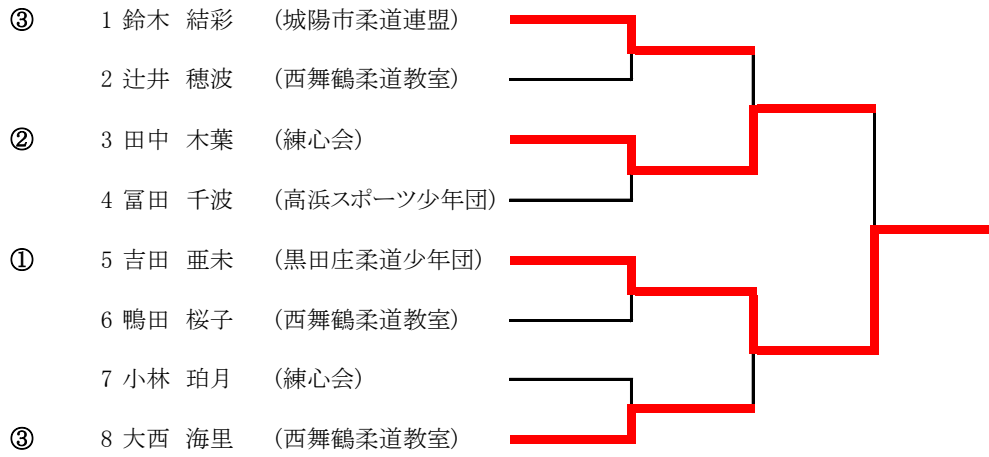 ③ 1 鈴木 結彩 (城陽市柔道連盟)
2 辻井 穂波 (西舞鶴柔道教室)
② 3 田中 木葉 (練心会)
4 冨田 千波 (高浜スポーツ少年団)
① 5 吉田 亜未 (黒田庄柔道少年団)
6 鴨田 桜子 (西舞鶴柔道教室)
7 小林 珀月 (練心会)
③ 8 大西 海里 (西舞鶴柔道教室)